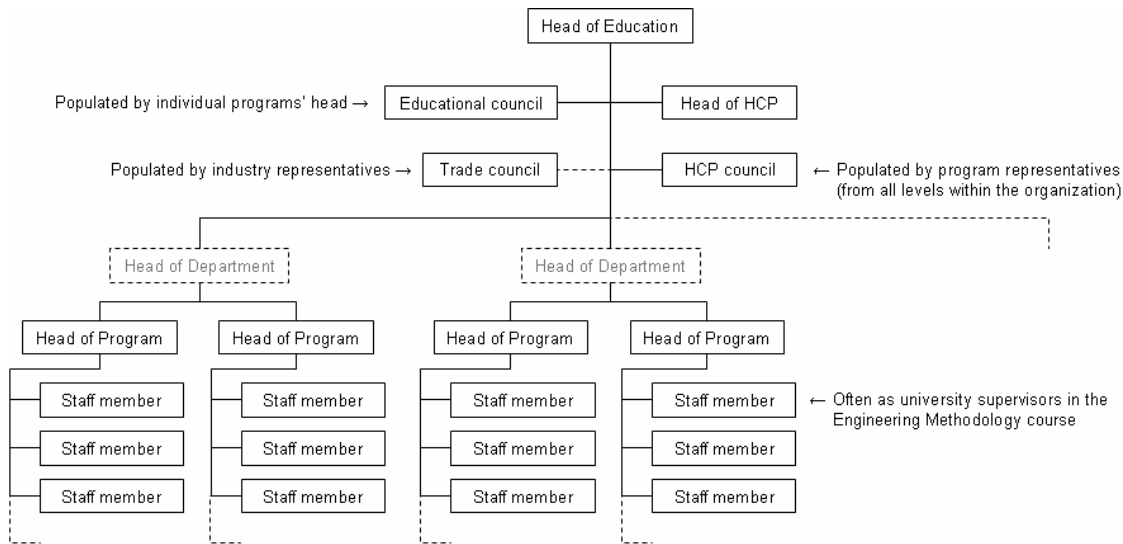 Head of Education
Populated by individual programs' head →
Educational council
Head of HCP
Populated by industry representatives →
Trade council
HCP council
← Populated by program representatives
(from all levels within the organization)
Head of Department
Head of Department
Head of Program
Head of Program
Head of Program
Head of Program
Staff member
Staff member
Staff member
Staff member
← Often as university supervisors in the
Engineering Methodology course
Staff member
Staff member
Staff member
Staff member
Staff member
Staff member
Staff member
Staff member